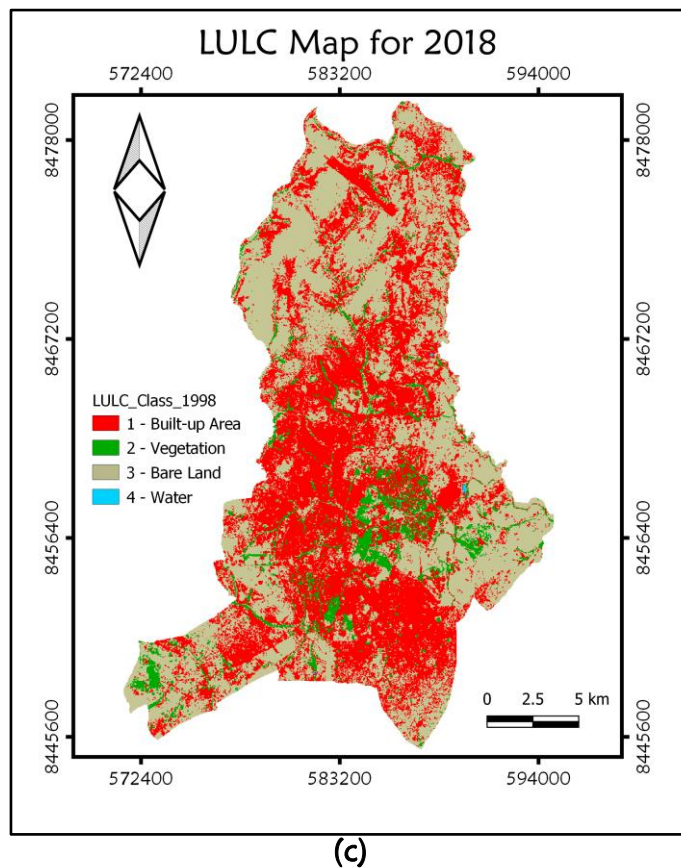 LULC Map for 2018
572400 583200 594000
8478000 8478000
8467200 8467200
LULC_Class_1998
1 - Built-up Area
2 - Vegetation
3 - Bare Land
4 - Water
8456400 8456400
0 2.5 5 km
8445600 8445600
572400 583200 594000
(c)